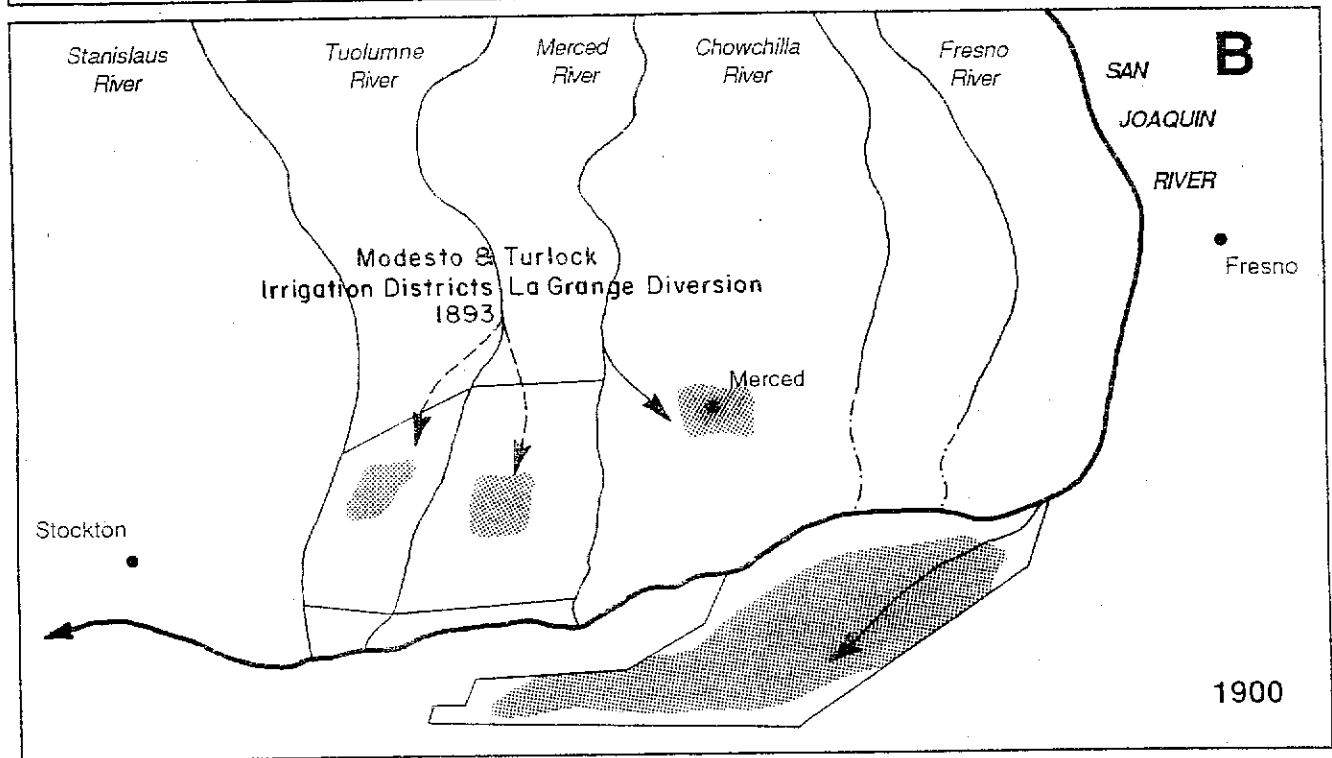 Stanislaus
River
Tuolumne
River
Merced
River
Chowchilla
River
Fresno
River
SAN
JOAQUIN
RIVER
B
Fresno
Modesto & Turlock
Irrigation Districts La Grange Diversion
1893
Merced
Stockton
1900